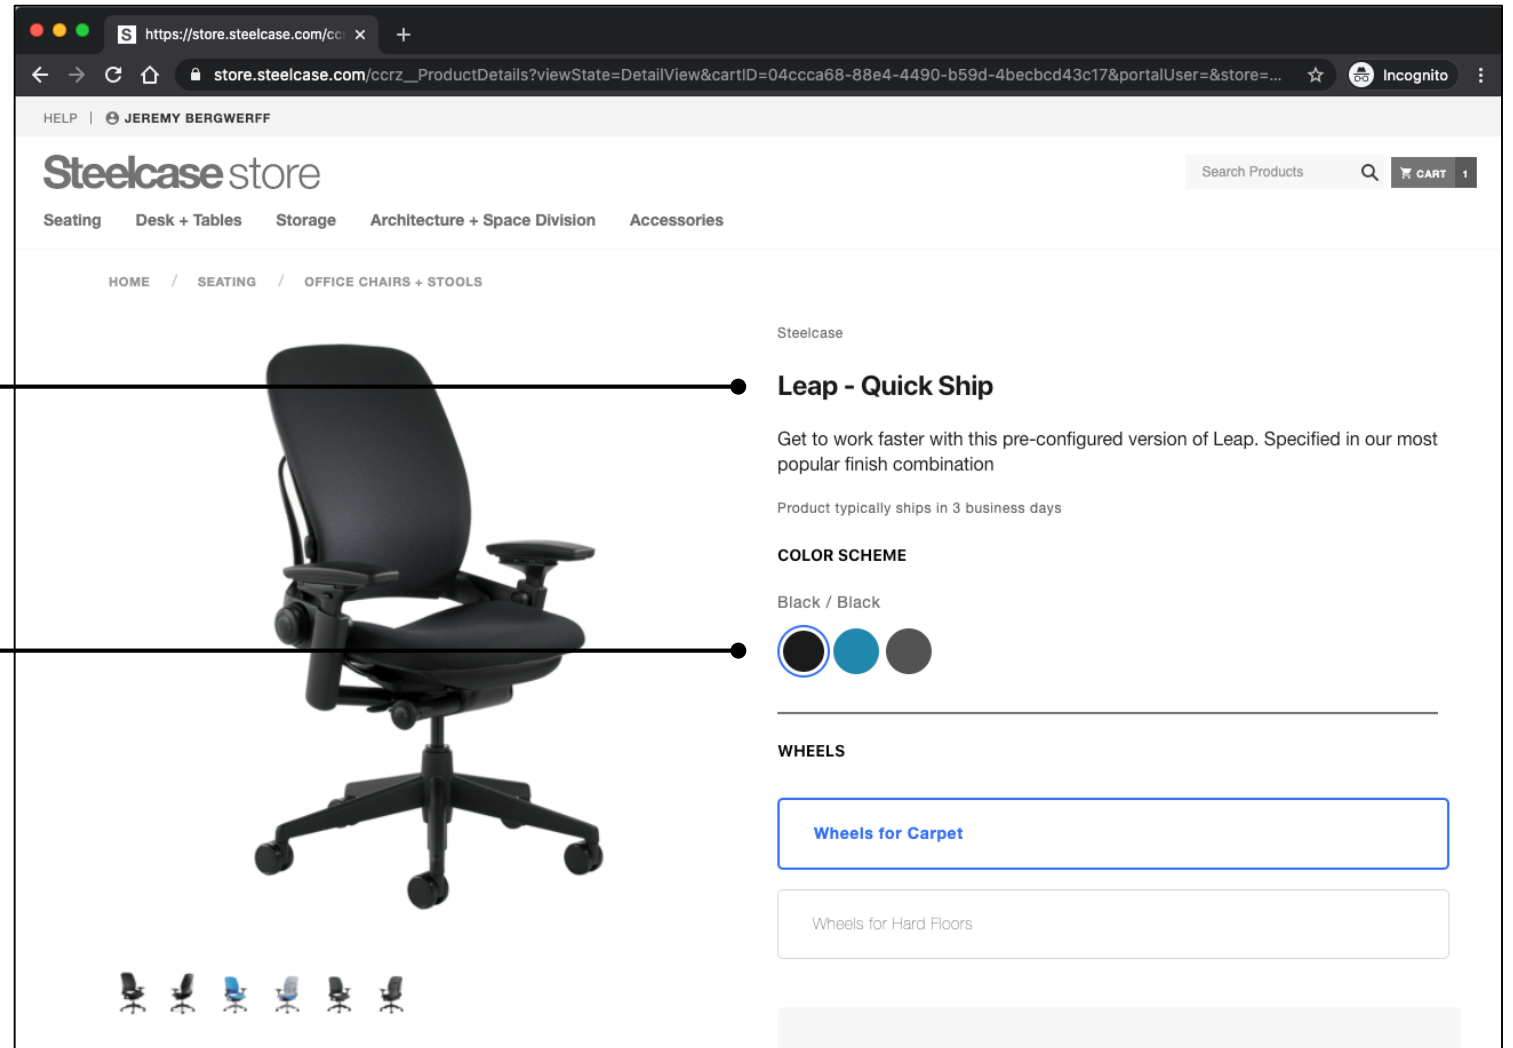 S https://store.steelcase.com/cc
store.steelcase.com/ccrz__ProductDetails?viewState=DetailView&cartID=04ccca68-88e4-4490-b59d-4becbcd43c17&portalUser=&store=... Incognito
HELP | JEREMY BERGWERFF
Steelcase store
Search Products CART 1
Seating Desk + Tables Storage Architecture + Space Division Accessories
HOME / SEATING / OFFICE CHAIRS + STOOLS
Steelcase
Leap - Quick Ship
Get to work faster with this pre-configured version of Leap. Specified in our most
popular finish combination
Product typically ships in 3 business days
COLOR SCHEME
Black / Black
WHEELS
Wheels for Carpet
Wheels for Hard Floors